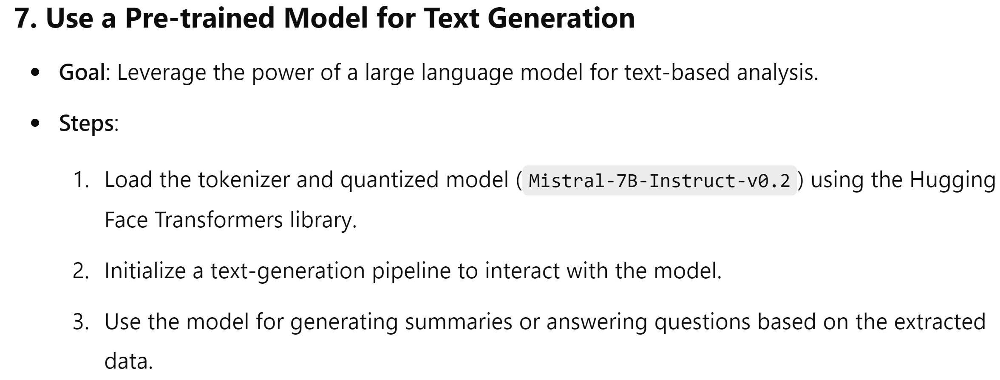 7. Use a Pre-trained Model for Text Generation
• Goal: Leverage the power of a large language model for text-based analysis.
• Steps:
1. Load the tokenizer and quantized model ( Mistral-7B-Instruct-v0.2 ) using the Hugging
Face Transformers library.
2. Initialize a text-generation pipeline to interact with the model.
3. Use the model for generating summaries or answering questions based on the extracted
data.